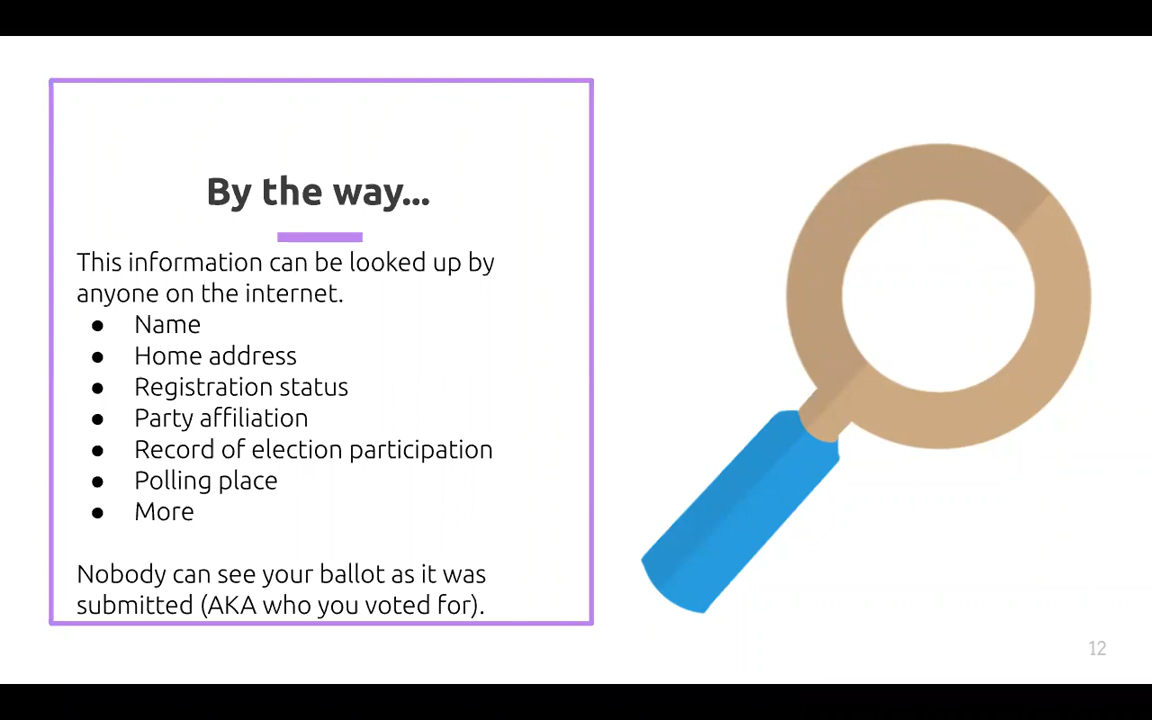 By the way...
This information can be looked up by
anyone on the internet.
● Name
● Home address
● Registration status
● Party affiliation
● Record of election participation
● Polling place
● More
Nobody can see your ballot as it was
submitted (AKA who you voted for).
12